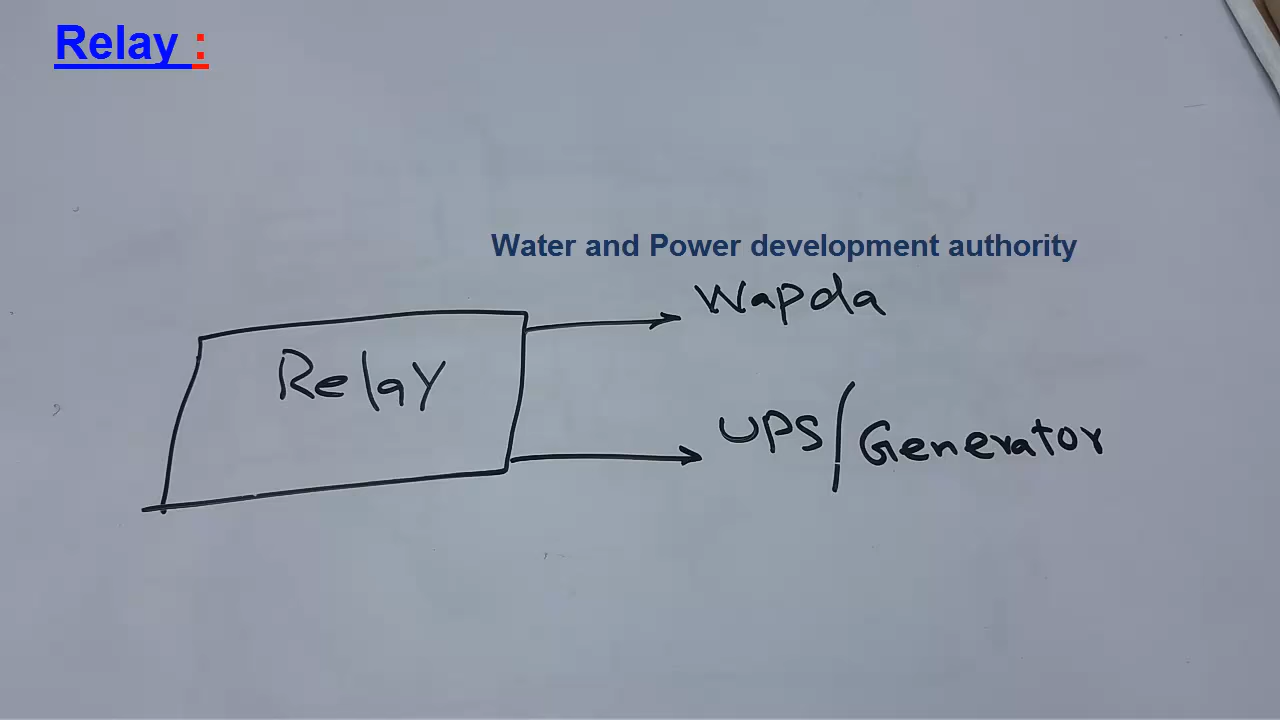 Relay :
Water and Power development authority
Wapda
Relay
UPS/Generator